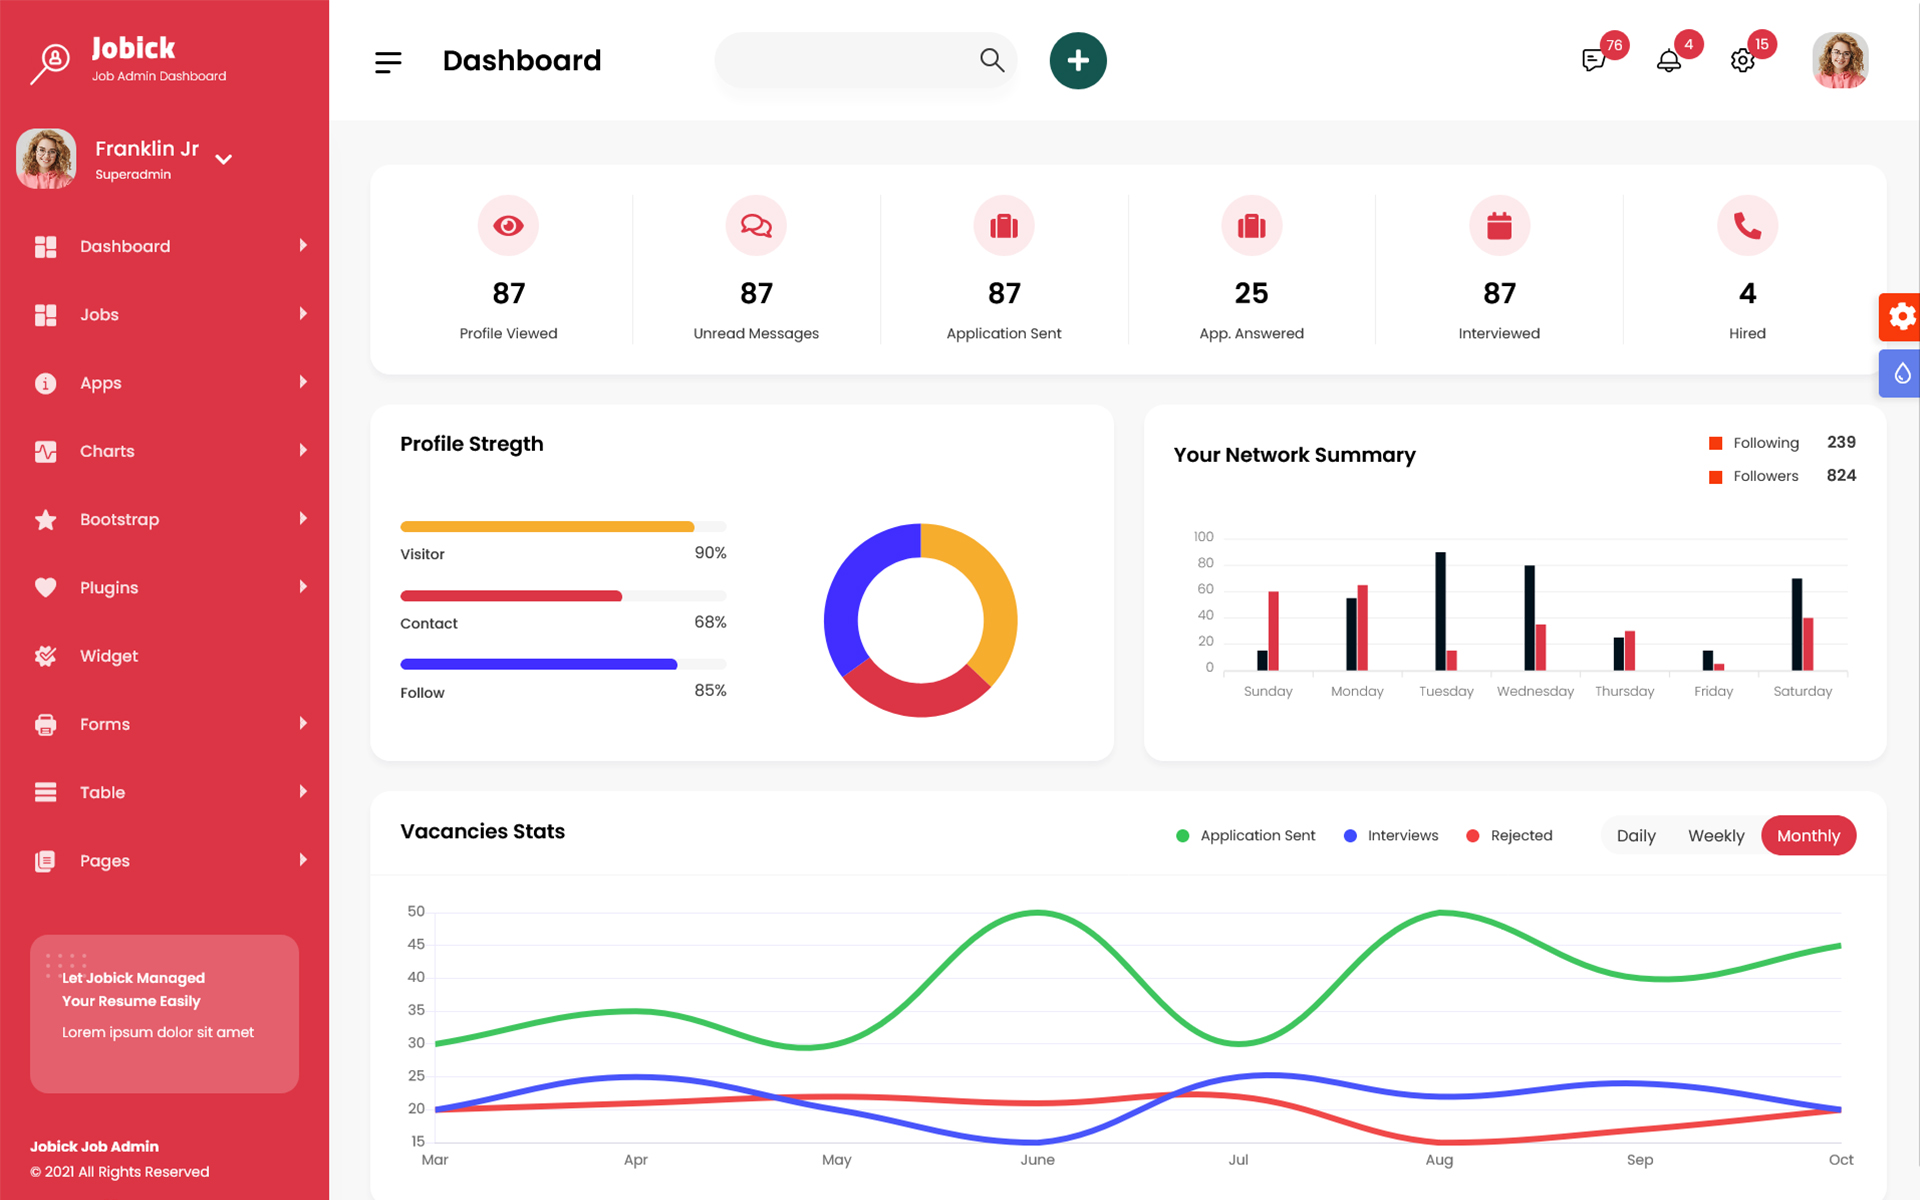 Jobick
Job Admin Dashboard
Dashboard
76
4
15
Franklin Jr
Superadmin
Dashboard
Jobs
Apps
Charts
Bootstrap
Plugins
Widget
Forms
Table
Pages
Let Jobick Managed
Your Resume Easily
Lorem ipsum dolor sit amet
Jobick Job Admin
© 2021 All Rights Reserved
87
Profile Viewed
87
Unread Messages
87
Application Sent
25
App. Answered
87
Interviewed
4
Hired
Profile Stregth
Visitor 90%
Contact 68%
Follow 85%
Your Network Summary
Following 239
Followers 824
100
80
60
40
20
0
Sunday Monday Tuesday Wednesday Thursday Friday Saturday
Vacancies Stats
Application Sent Interviews Rejected
Daily Weekly Monthly
50
45
40
35
30
25
20
15
Mar Apr May June Jul Aug Sep Oct